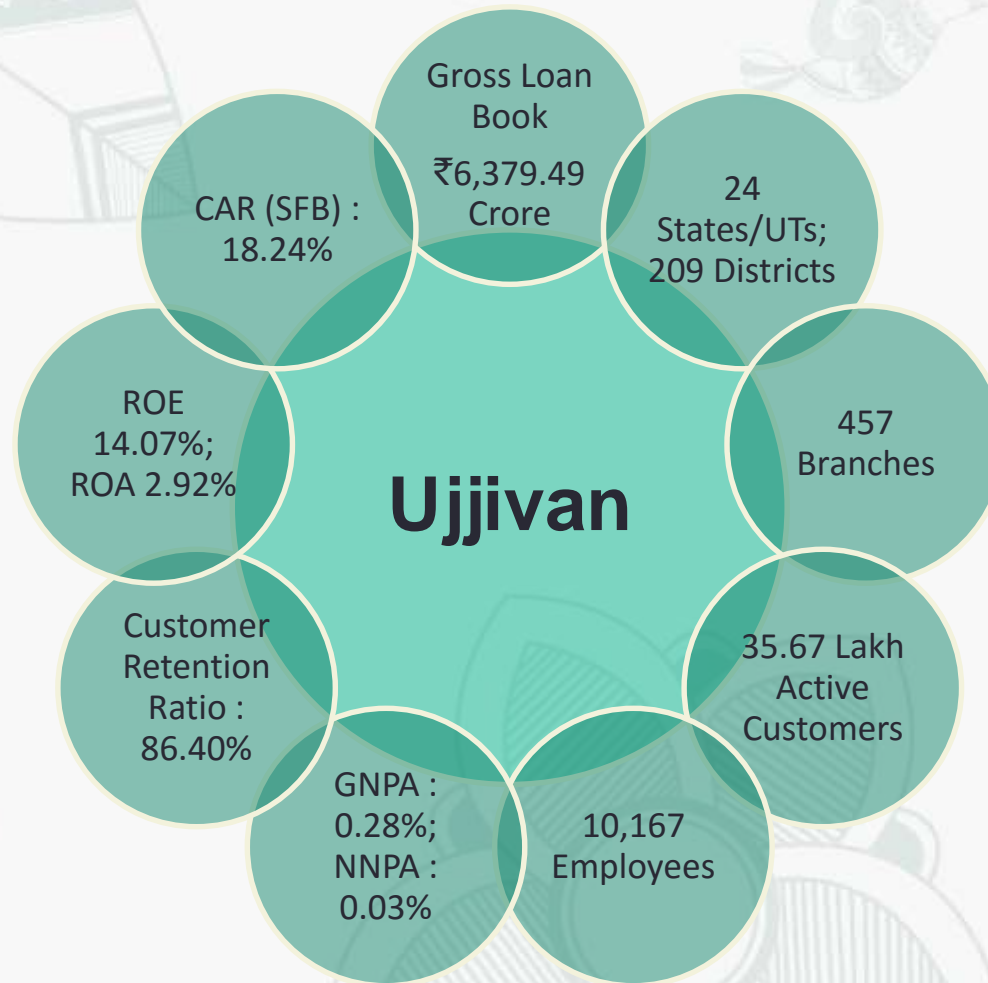 Gross Loan
Book
₹6,379.49
Crore
24
States/UTs;
209 Districts
457
Branches
35.67 Lakh
Active
Customers
10,167
Employees
GNPA :
0.28%;
NNPA :
0.03%
Customer
Retention
Ratio :
86.40%
ROE
14.07%;
ROA 2.92%
CAR (SFB) :
18.24%
Ujjivan